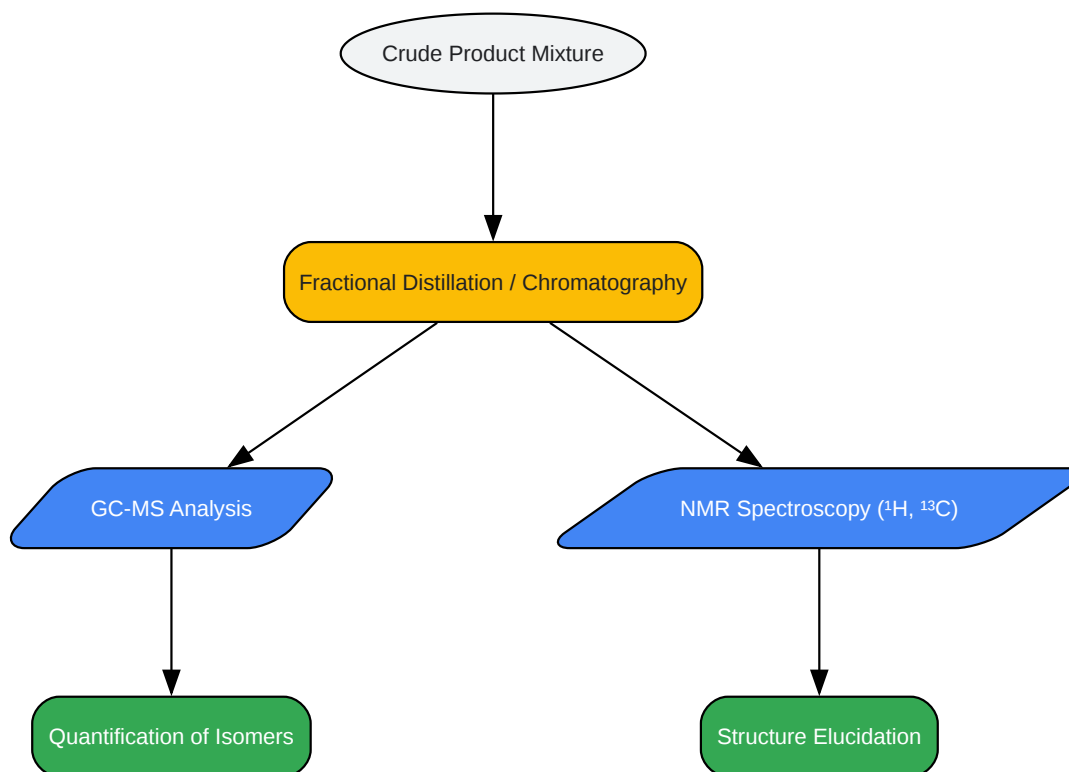 Crude Product Mixture
Fractional Distillation / Chromatography
GC-MS Analysis
NMR Spectroscopy (¹H, ¹³C)
Quantification of Isomers
Structure Elucidation